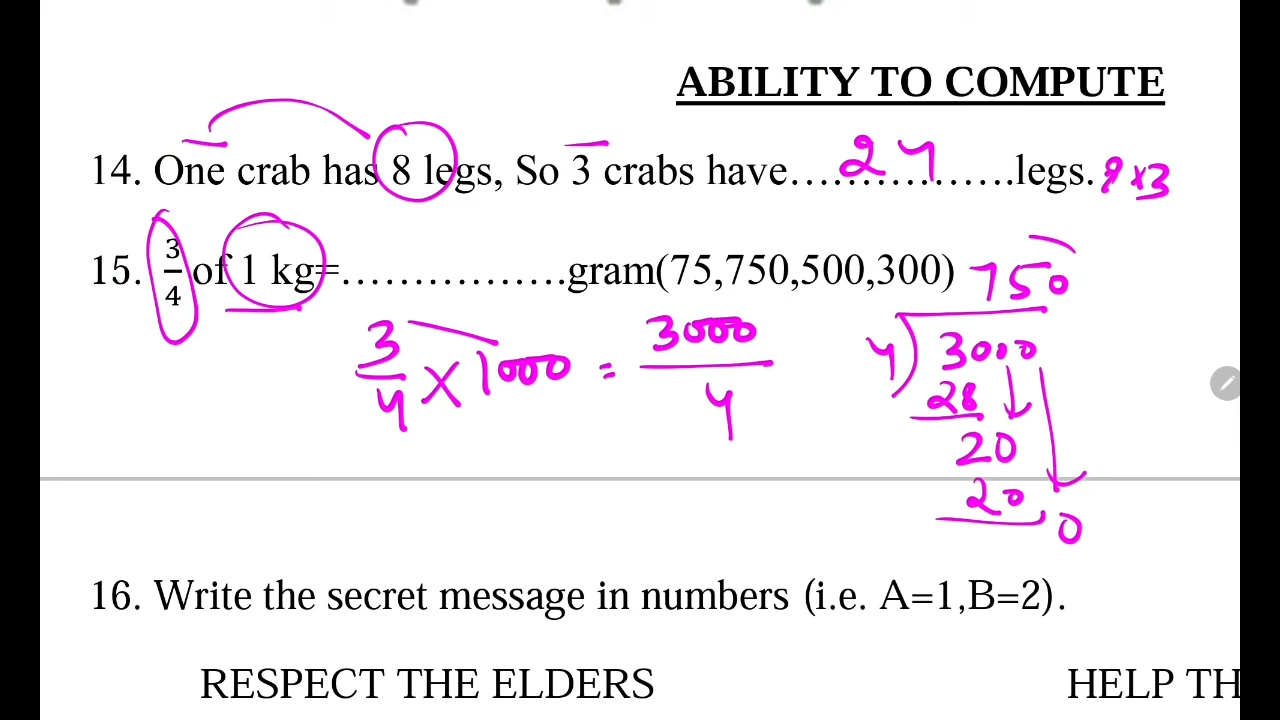 ABILITY TO COMPUTE
14. One crab has 8 legs, So 3 crabs have.....24.....legs. 8x3
15. 3/4 of 1 kg=................gram(75,750,500,300) 750
3/4 × 1000 = 3000/4
4) 3000
28
20
20
0
16. Write the secret message in numbers (i.e. A=1,B=2).
RESPECT THE ELDERS HELP TH